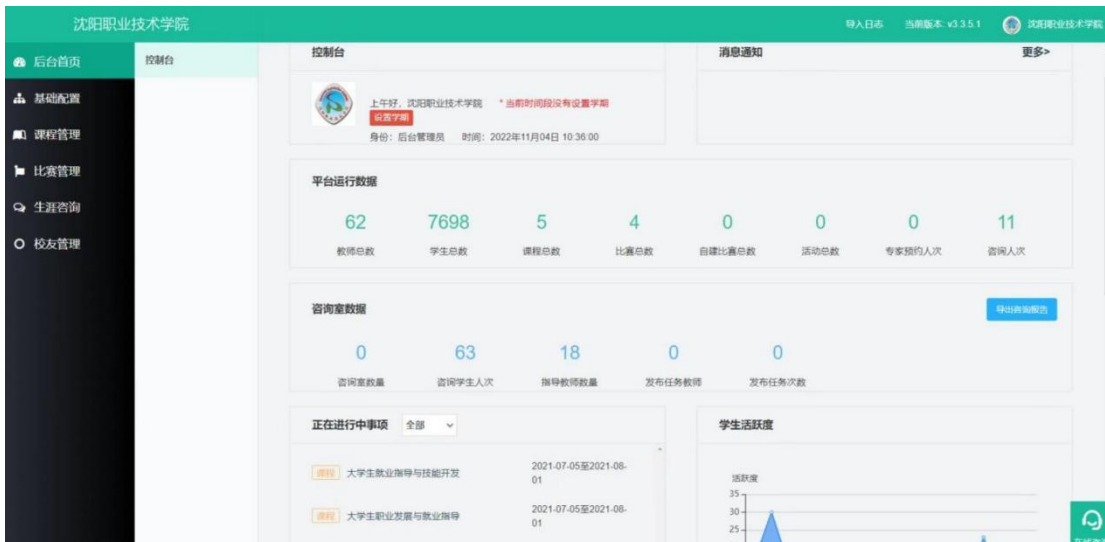 沈阳职业技术学院
导入日志 当前版本 v3.3.5.1 沈阳职业技术学院
后台首页
基础配置
课程管理
比赛管理
生涯咨询
校友管理
控制台
控制台
上午好，沈阳职业技术学院 *当前时间段没有设置学期
设置学期
身份：后台管理员 时间：2022年11月04日 10:36:00
消息通知 更多>
平台运行数据
62 7698 5 4 0 0 0 11
教师总数 学生总数 课程总数 比赛总数 自建比赛总数 活动总数 专家预约人次 咨询人次
咨询室数据 导出咨询报告
0 63 18 0 0
咨询室数量 咨询学生人次 指导教师数量 发布任务教师 发布任务次数
正在进行中事项 全部
课程 大学生就业指导与技能开发 2021-07-05至2021-08-
01
课程 大学生职业发展与就业指导 2021-07-05至2021-08-
01
学生活跃度
活跃度
35
30
25